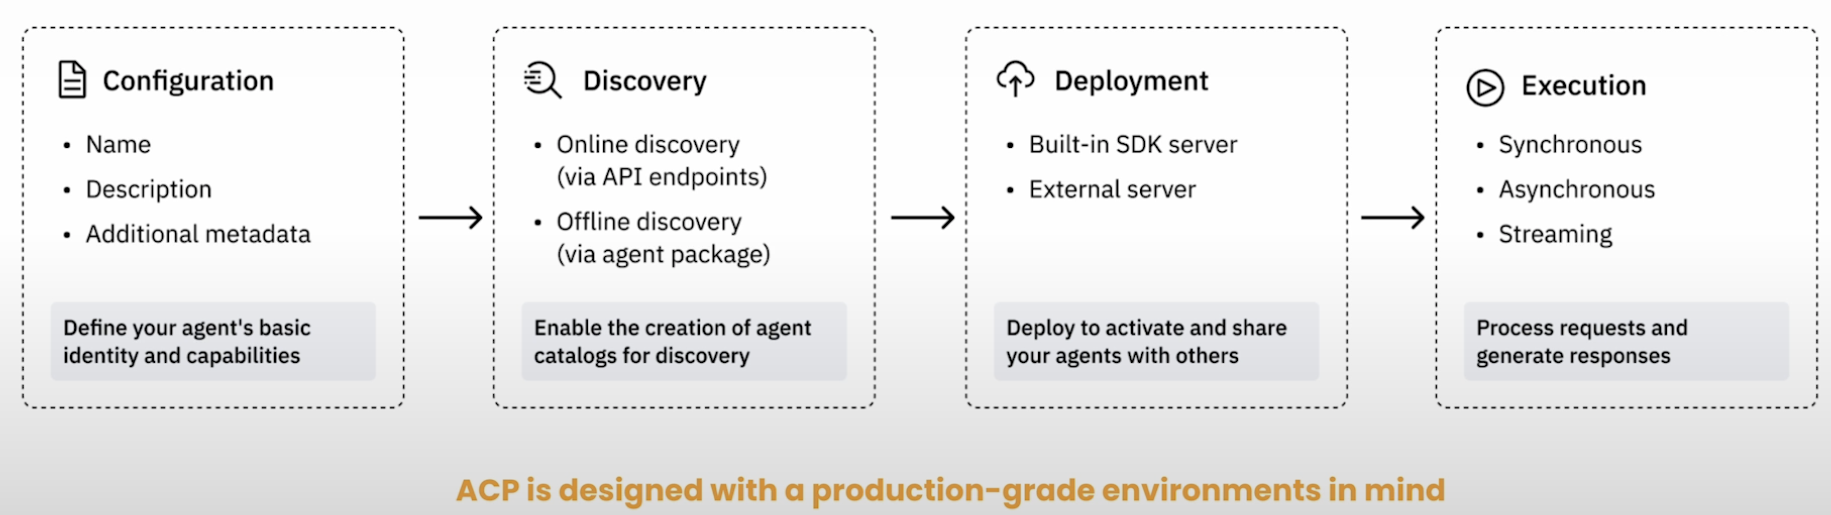 Configuration
• Name
• Description
• Additional metadata
Define your agent's basic
identity and capabilities
Discovery
• Online discovery
(via API endpoints)
• Offline discovery
(via agent package)
Enable the creation of agent
catalogs for discovery
Deployment
• Built-in SDK server
• External server
Deploy to activate and share
your agents with others
Execution
• Synchronous
• Asynchronous
• Streaming
Process requests and
generate responses
ACP is designed with a production-grade environments in mind